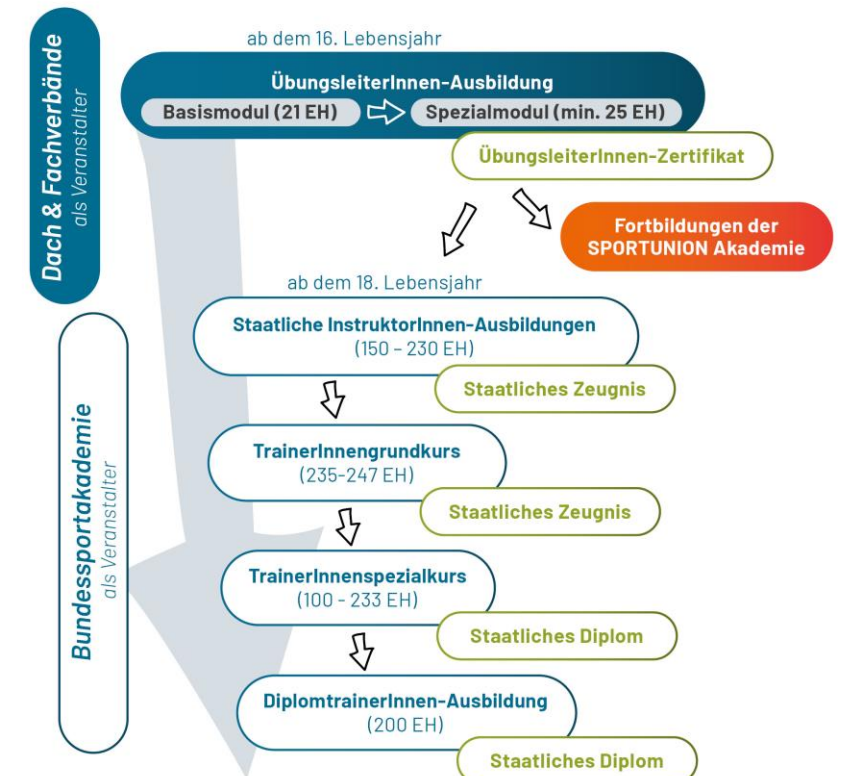 Dach & Fachverbände
als Veranstalter
ab dem 16. Lebensjahr
ÜbungsleiterInnen-Ausbildung
Basismodul (21 EH)
Spezialmodul (min. 25 EH)
ÜbungsleiterInnen-Zertifikat
Fortbildungen der
SPORTUNION Akademie
Bundessportakademie
als Veranstalter
ab dem 18. Lebensjahr
Staatliche InstruktorInnen-Ausbildungen
(150 – 230 EH)
Staatliches Zeugnis
TrainerInnengrundkurs
(235-247 EH)
Staatliches Zeugnis
TrainerInnenspezialkurs
(100 - 233 EH)
Staatliches Diplom
DiplomtrainerInnen-Ausbildung
(200 EH)
Staatliches Diplom